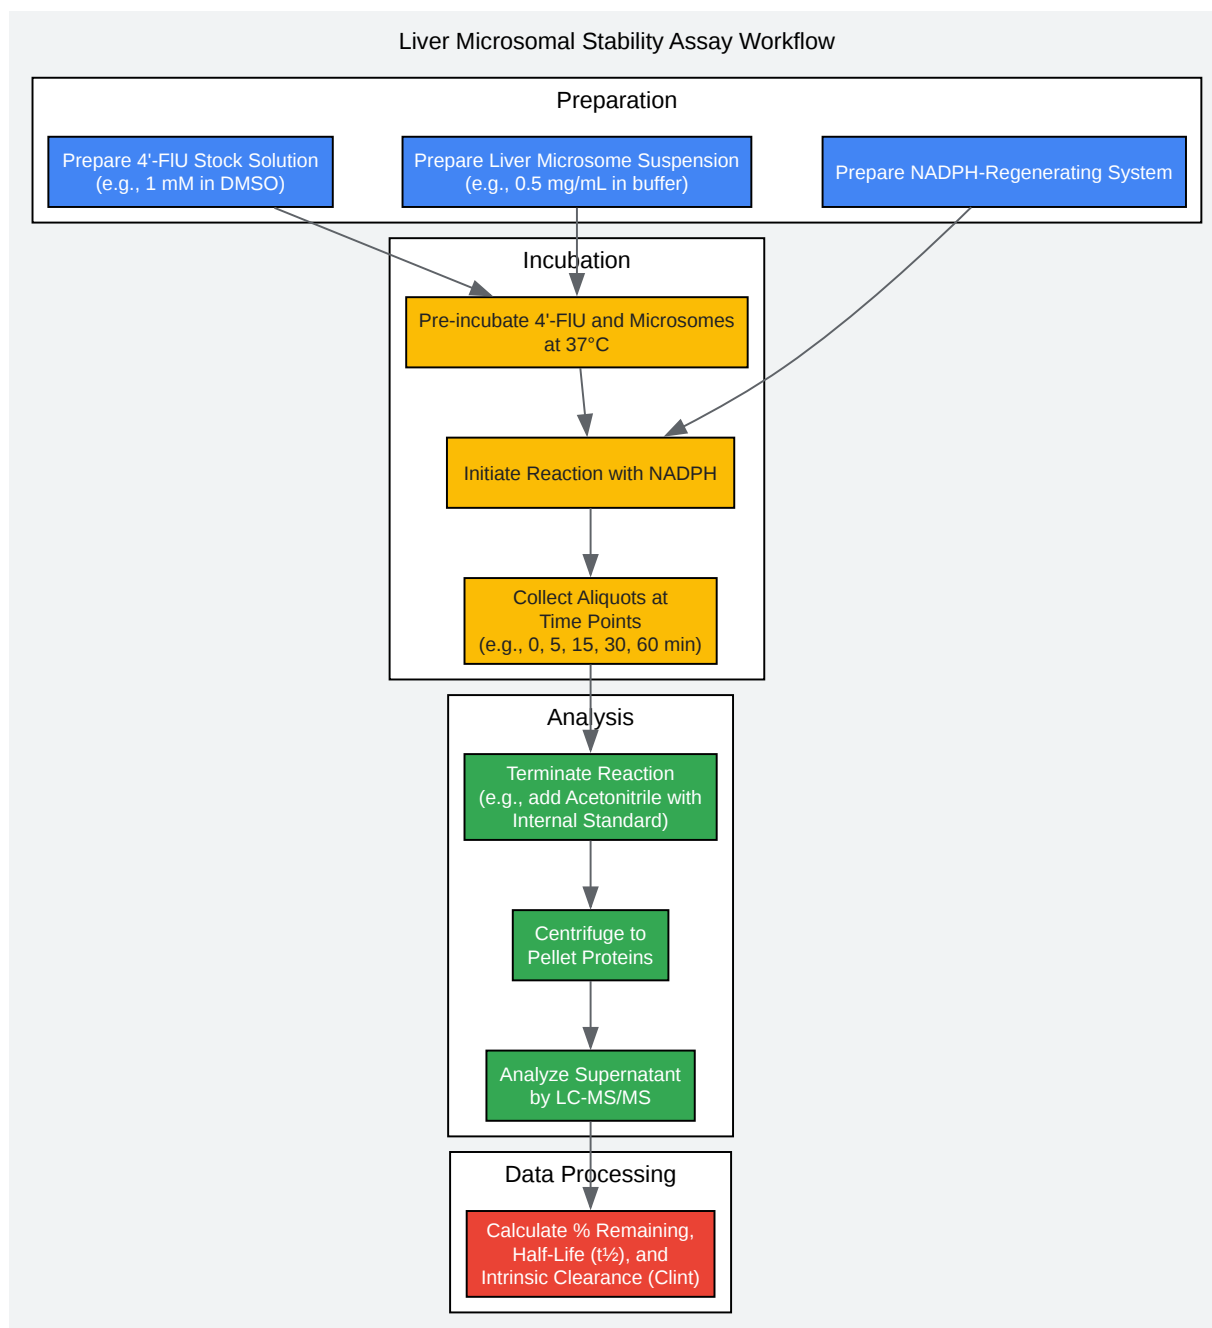 Liver Microsomal Stability Assay Workflow
Preparation
Prepare 4'-FlU Stock Solution
(e.g., 1 mM in DMSO)
Prepare Liver Microsome Suspension
(e.g., 0.5 mg/mL in buffer)
Prepare NADPH-Regenerating System
Incubation
Pre-incubate 4'-FlU and Microsomes
at 37°C
Initiate Reaction with NADPH
Collect Aliquots at
Time Points
(e.g., 0, 5, 15, 30, 60 min)
Analysis
Terminate Reaction
(e.g., add Acetonitrile with
Internal Standard)
Centrifuge to
Pellet Proteins
Analyze Supernatant
by LC-MS/MS
Data Processing
Calculate % Remaining,
Half-Life (t½), and
Intrinsic Clearance (Clint)